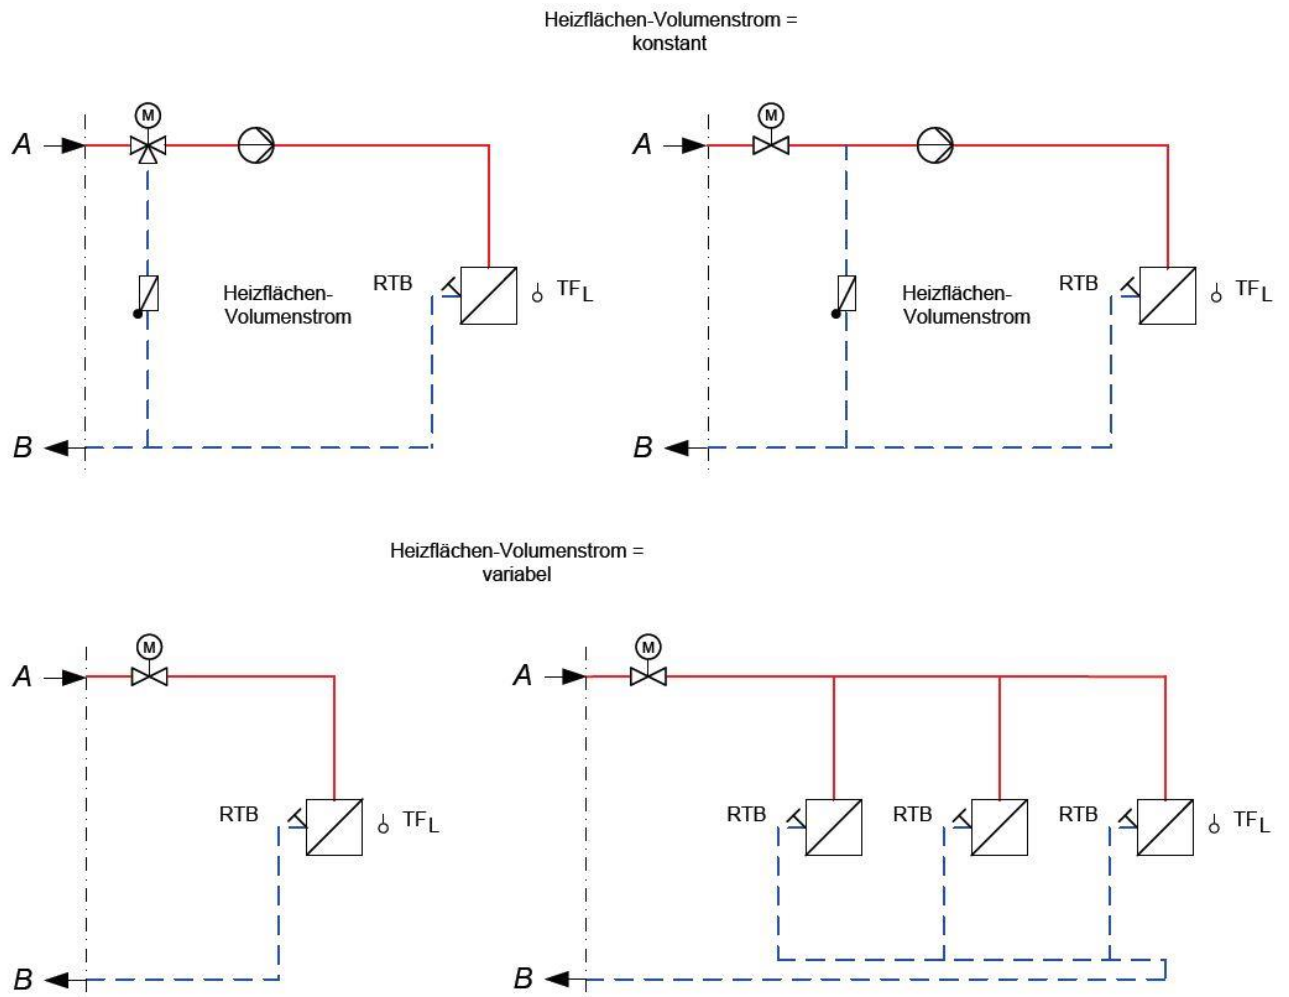 Heizflächen-Volumenstrom =
konstant
M
M
A
A
RTB
TF L
RTB
TF L
Heizflächen-
Volumenstrom
Heizflächen-
Volumenstrom
B
B
Heizflächen-Volumenstrom =
variabel
M
M
A
A
RTB
TF L
RTB
RTB
RTB
TF L
B
B